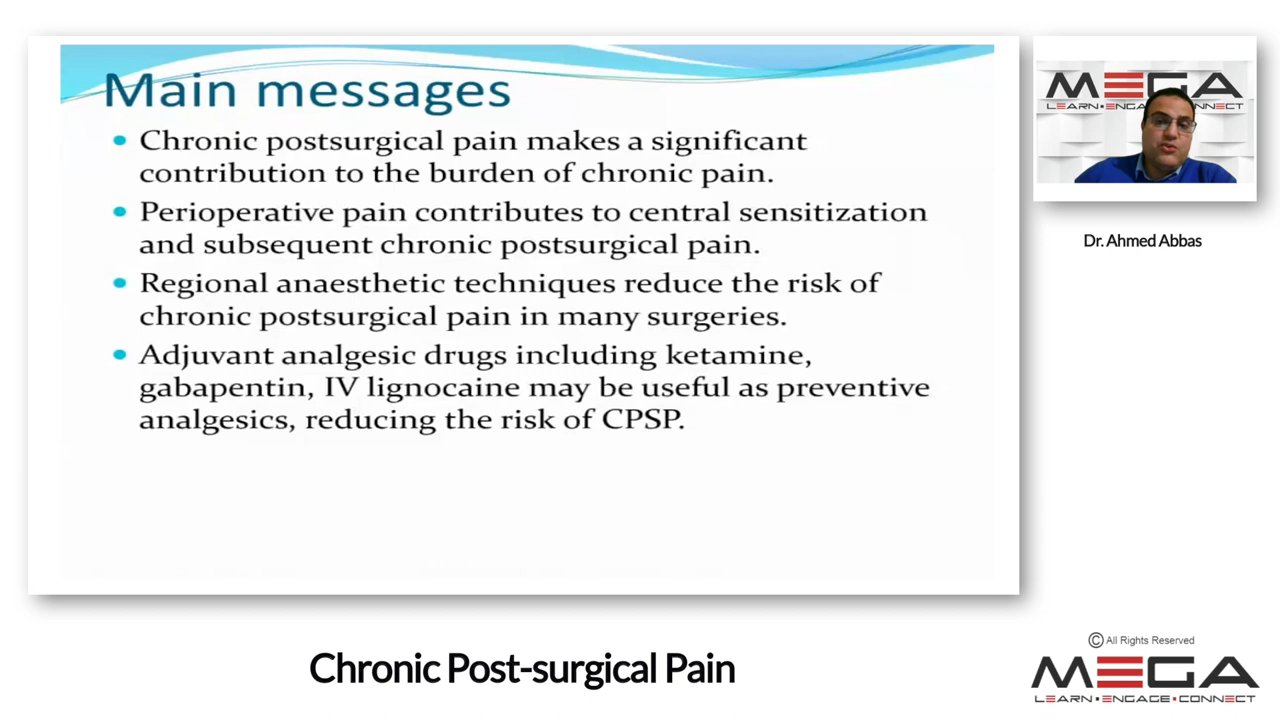 Main messages
• Chronic postsurgical pain makes a significant
contribution to the burden of chronic pain.
• Perioperative pain contributes to central sensitization
and subsequent chronic postsurgical pain.
• Regional anaesthetic techniques reduce the risk of
chronic postsurgical pain in many surgeries.
• Adjuvant analgesic drugs including ketamine,
gabapentin, IV lignocaine may be useful as preventive
analgesics, reducing the risk of CPSP.
MEGA
LEARN▪ENGA NNECT
Dr. Ahmed Abbas
Chronic Post-surgical Pain
© All Rights Reserved
MEGA
LEARN▪ENGAGE▪CONNECT